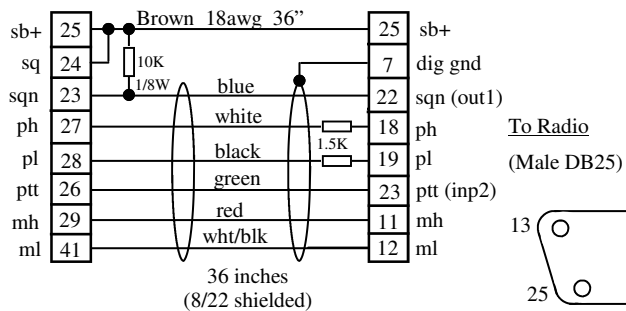 sb+ 25 Brown 18awg 36” 25 sb+
sq 24 10K 7 dig gnd
1/8W
sqn 23 blue 22 sqn (out1)
ph 27 white 18 ph
1.5K
pl 28 black 19 pl
ptt 26 green 23 ptt (inp2)
mh 29 red 11 mh
ml 41 wht/blk 12 ml
36 inches
(8/22 shielded)
To Radio
(Male DB25)
13
25